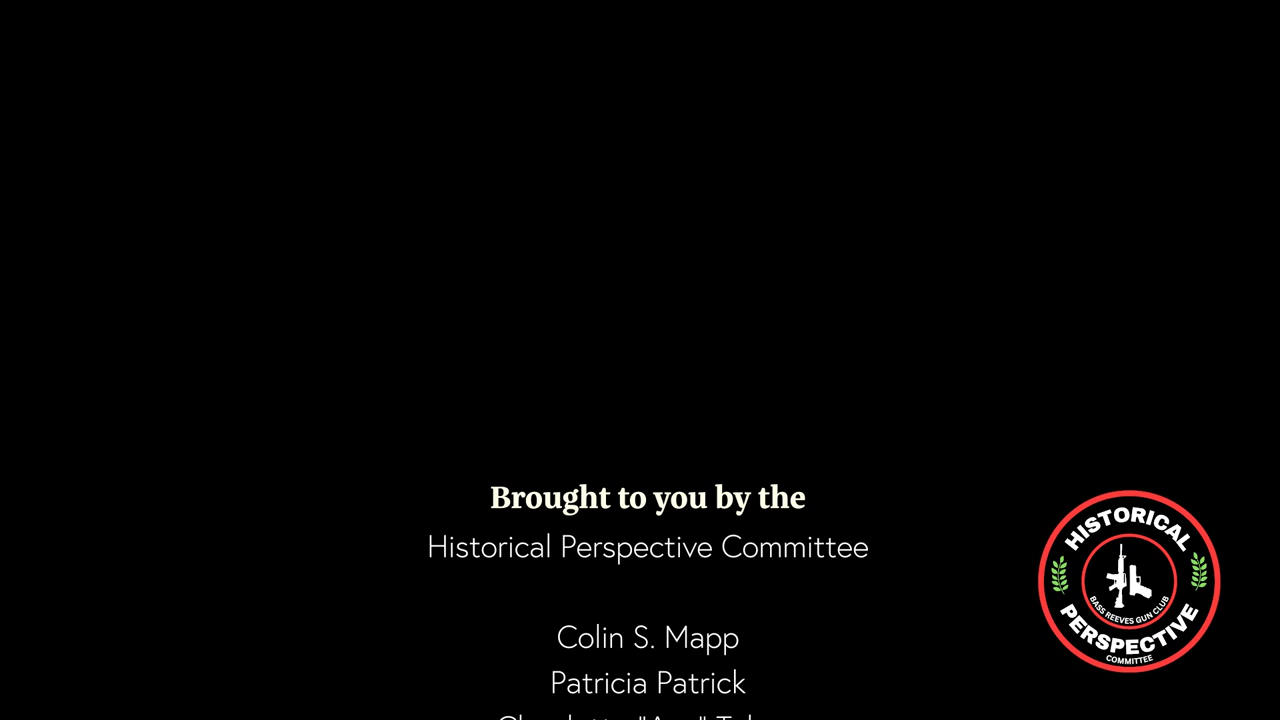 Brought to you by the
Historical Perspective Committee
Colin S. Mapp
Patricia Patrick
HISTORICAL
BASS REEVES GUN CLUB
PERSPECTIVE
COMMITTEE